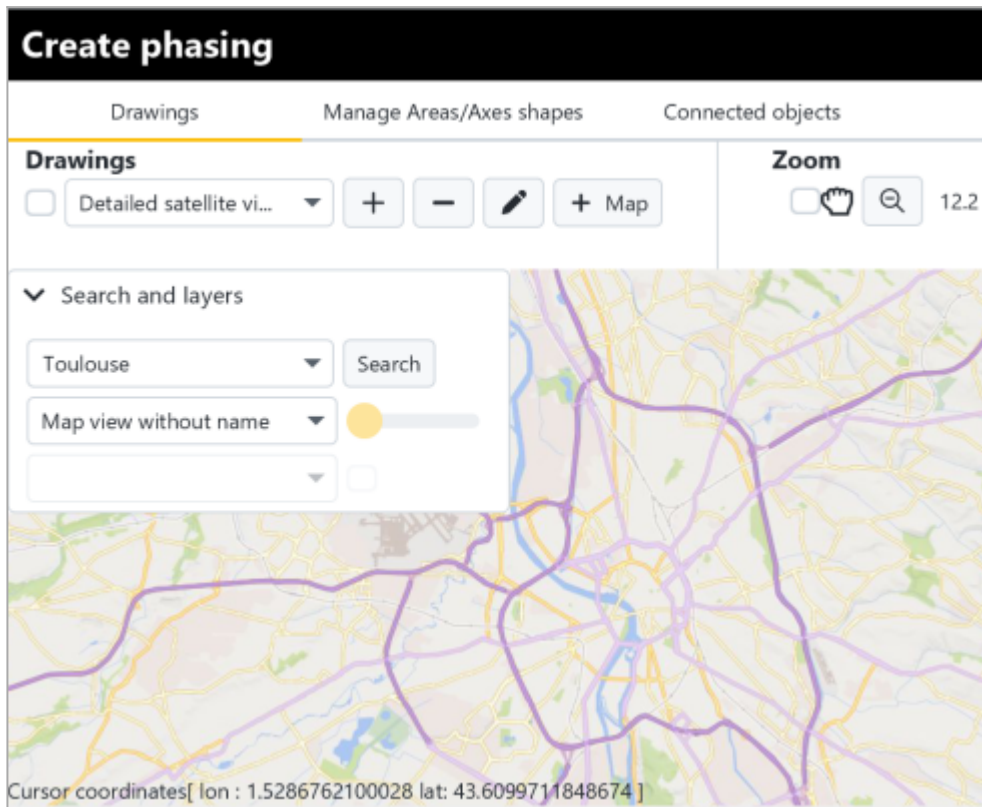 Create phasing
Drawings Manage Areas/Axes shapes Connected objects
Drawings Zoom
Detailed satellite vi... + Map 12.2
Search and layers
Toulouse Search
Map view without name
Cursor coordinates[ lon : 1.5286762100028 lat: 43.6099711848674 ]